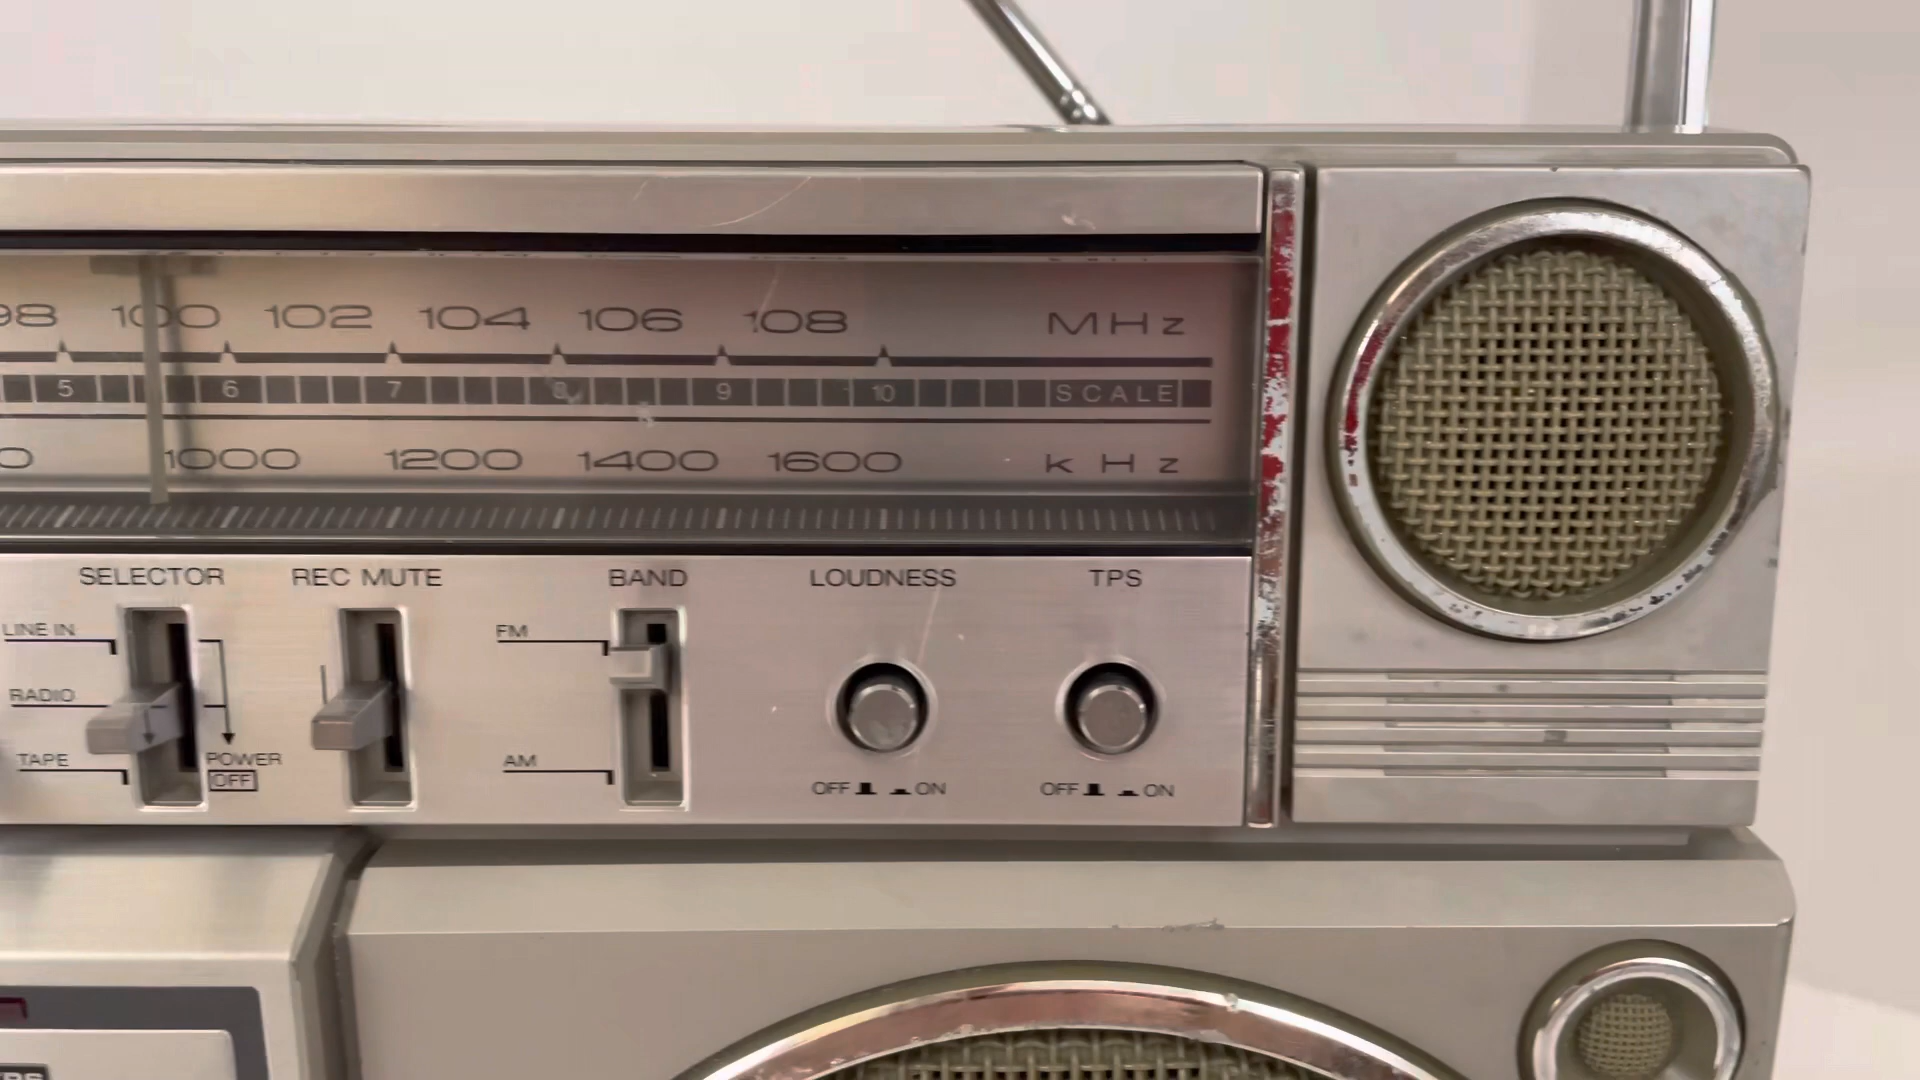 98 100 102 104 106 108 MHz
5 6 7 8 9 10 SCALE
1000 1200 1400 1600 kHz
SELECTOR REC MUTE BAND LOUDNESS TPS
LINE IN FM
RADIO
TAPE POWER AM
OFF OFF ON OFF ON